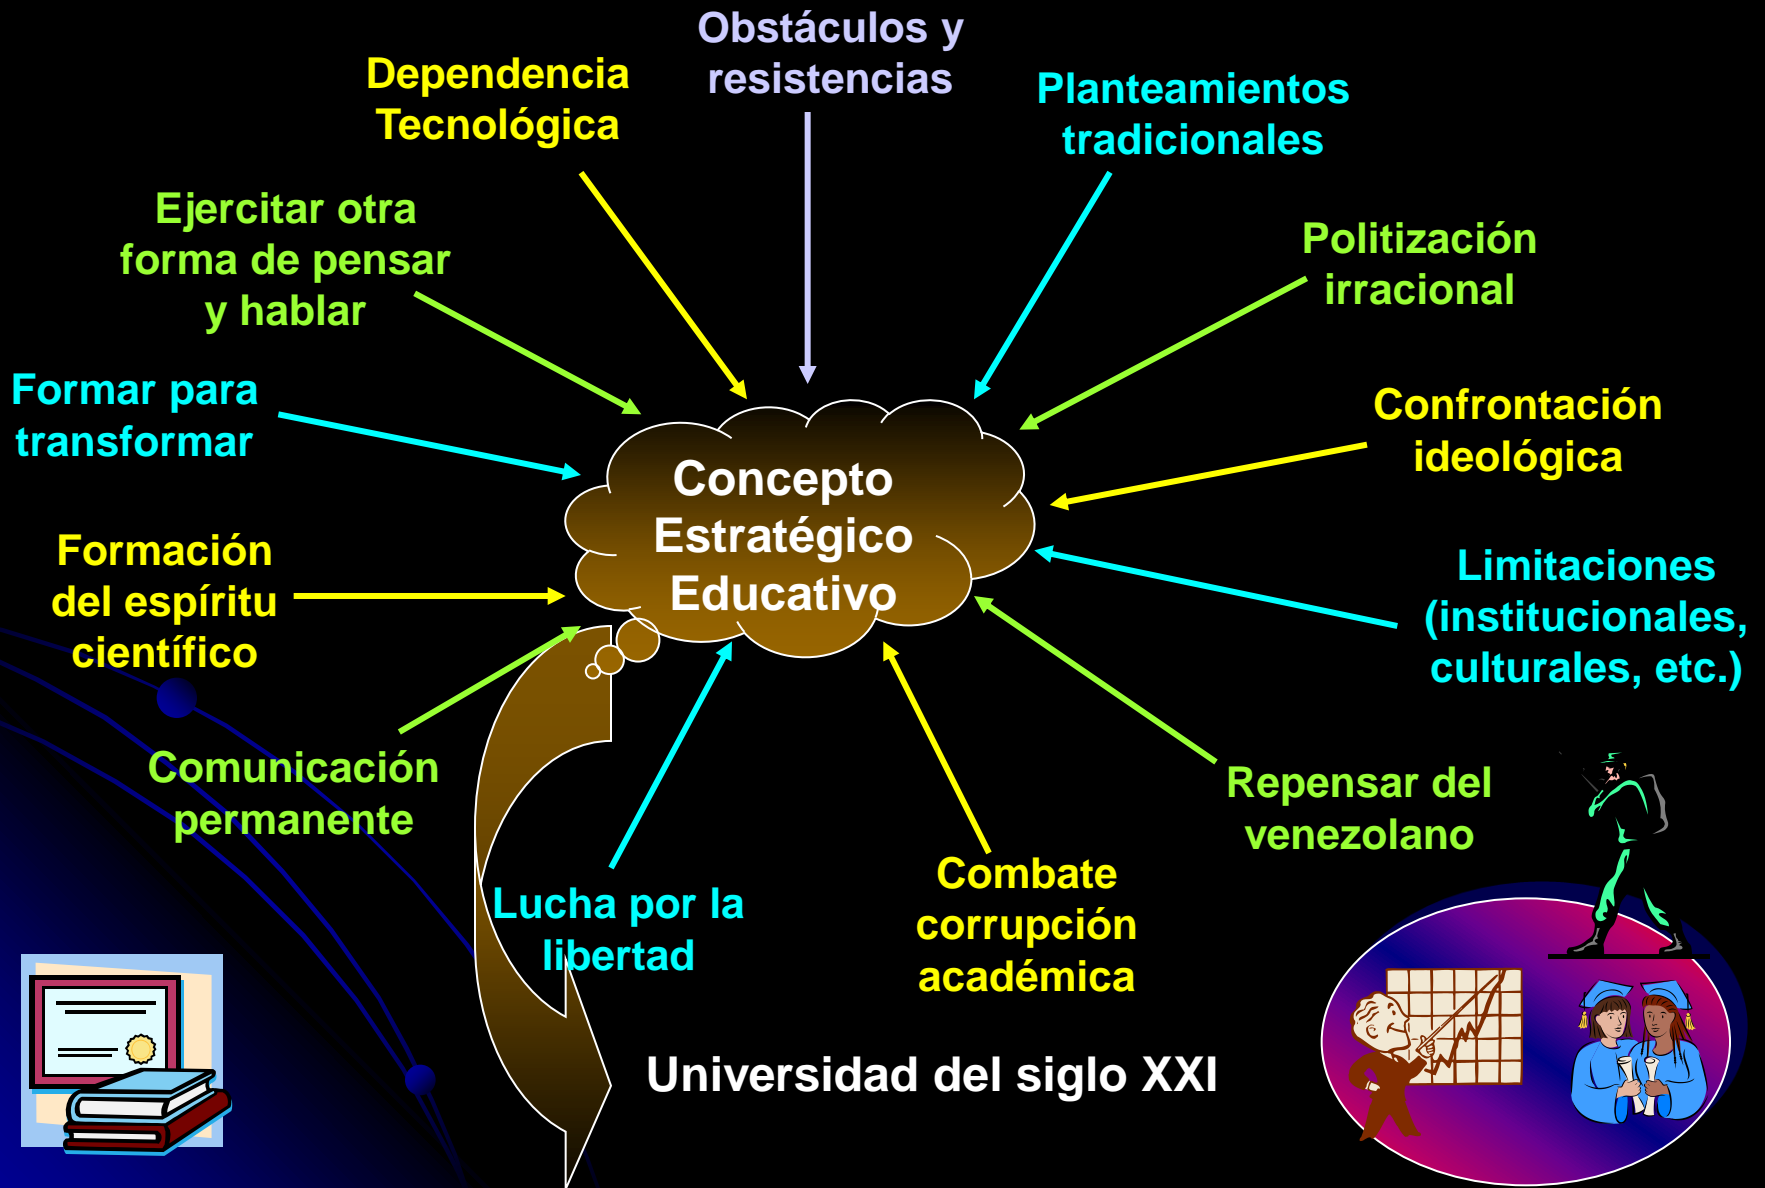 Obstáculos y
resistencias
Dependencia
Tecnológica
Planteamientos
tradicionales
Ejercitar otra
forma de pensar
y hablar
Politización
irracional
Formar para
transformar
Confrontación
ideológica
Concepto
Estratégico
Educativo
Formación
del espíritu
científico
Limitaciones
(institucionales,
culturales, etc.)
Comunicación
permanente
Repensar del
venezolano
Lucha por la
libertad
Combate
corrupción
académica
Universidad del siglo XXI